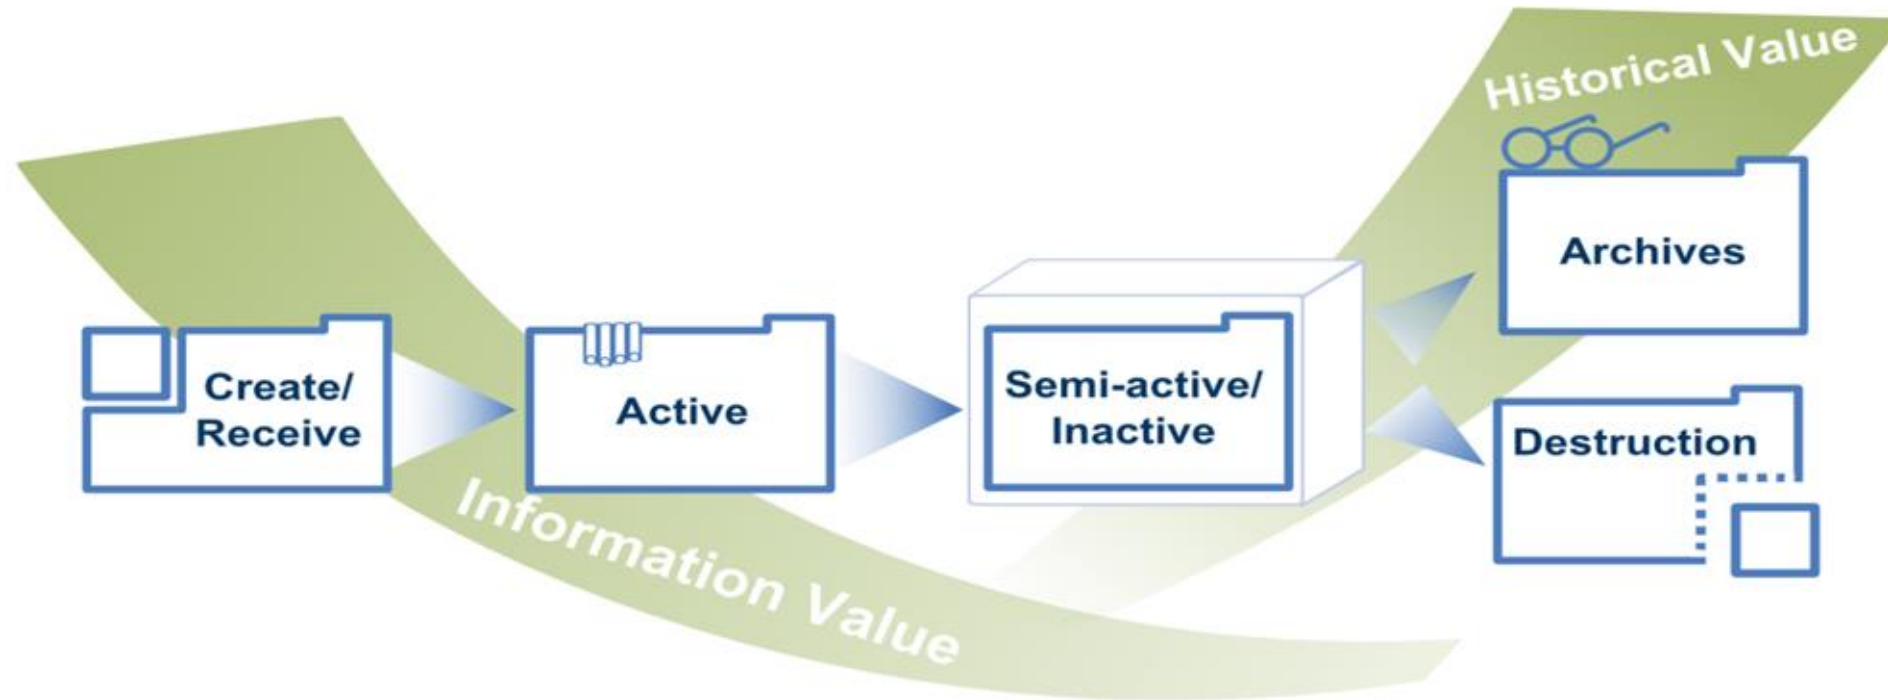 Historical Value
Archives
Create/
Receive
Active
Semi-active/
Inactive
Destruction
Information Value